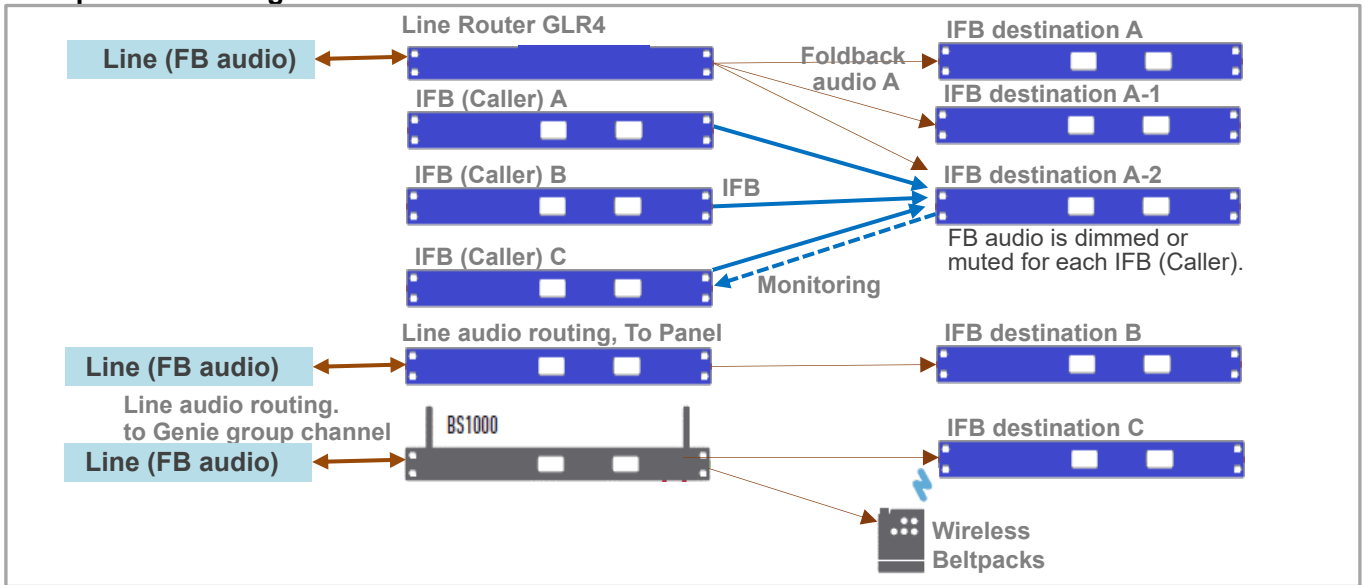 Line Router GLR4
IFB destination A
Line (FB audio)
Foldback
audio A
IFB (Caller) A
IFB destination A-1
IFB (Caller) B
IFB
IFB destination A-2
FB audio is dimmed or
muted for each IFB (Caller).
IFB (Caller) C
Monitoring
Line audio routing, To Panel
IFB destination B
Line (FB audio)
Line audio routing.
to Genie group channel
BS1000
IFB destination C
Line (FB audio)
Wireless
Beltpacks